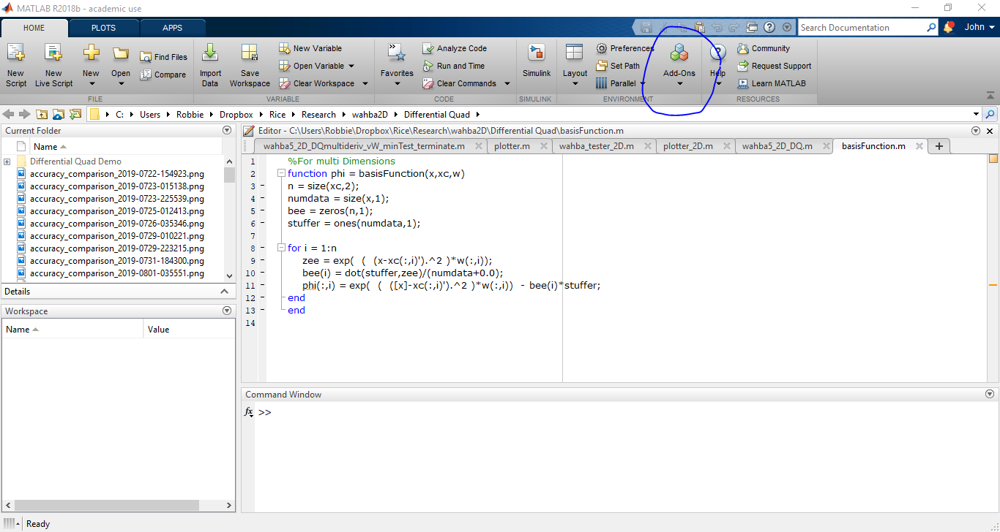 MATLAB R2018b - academic use
HOME PLOTS APPS
Search Documentation
John
New Script
New Live Script
New
Open
Find Files
Compare
FILE
Import Data
Save Workspace
New Variable
Open Variable
Clear Workspace
VARIABLE
Favorites
Analyze Code
Run and Time
Clear Commands
CODE
Simulink
SIMULINK
Layout
Preferences
Set Path
Parallel
Add-Ons
ENVIRONMENT
Help
Community
Request Support
Learn MATLAB
RESOURCES
C: Users Robbie Dropbox Rice Research wahba2D Differential Quad
Current Folder
Name
Differential Quad Demo
accuracy_comparison_2019-0722-154923.png
accuracy_comparison_2019-0723-015138.png
accuracy_comparison_2019-0723-225539.png
accuracy_comparison_2019-0725-012413.png
accuracy_comparison_2019-0726-035346.png
accuracy_comparison_2019-0729-010221.png
accuracy_comparison_2019-0729-223215.png
accuracy_comparison_2019-0731-184300.png
accuracy_comparison_2019-0801-035551.png
Details
Workspace
Name Value
Editor - C:\Users\Robbie\Dropbox\Rice\Research\wahba2D\Differential Quad\basisFunction.m
wahba5_2D_DQmultideriv_vW_minTest_terminate.m plotter.m wahba_tester_2D.m plotter_2D.m wahba5_2D_DQ.m basisFunction.m +
1 %For multi Dimensions
2 function phi = basisFunction(x,xc,w)
3 - n = size(xc,2);
4 - numdata = size(x,1);
5 - bee = zeros(n,1);
6 - stuffer = ones(numdata,1);
7
8 - for i = 1:n
9 - zee = exp( ( (x-xc(:,i)').^2 )*w(:,i));
10 - bee(i) = dot(stuffer,zee)/(numdata+0.0);
11 - phi(:,i) = exp( ( ([x]-xc(:,i)').^2 )*w(:,i)) - bee(i)*stuffer;
12 - end
13 - end
14
Command Window
fx >>
Ready